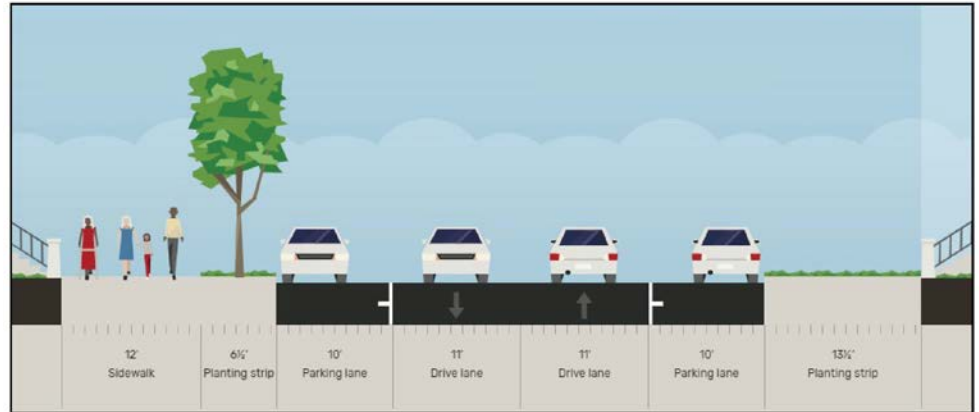 12' 6½' 10' 11' 11' 10' 13½'
Sidewalk Planting strip Parking lane Drive lane Drive lane Parking lane Planting strip